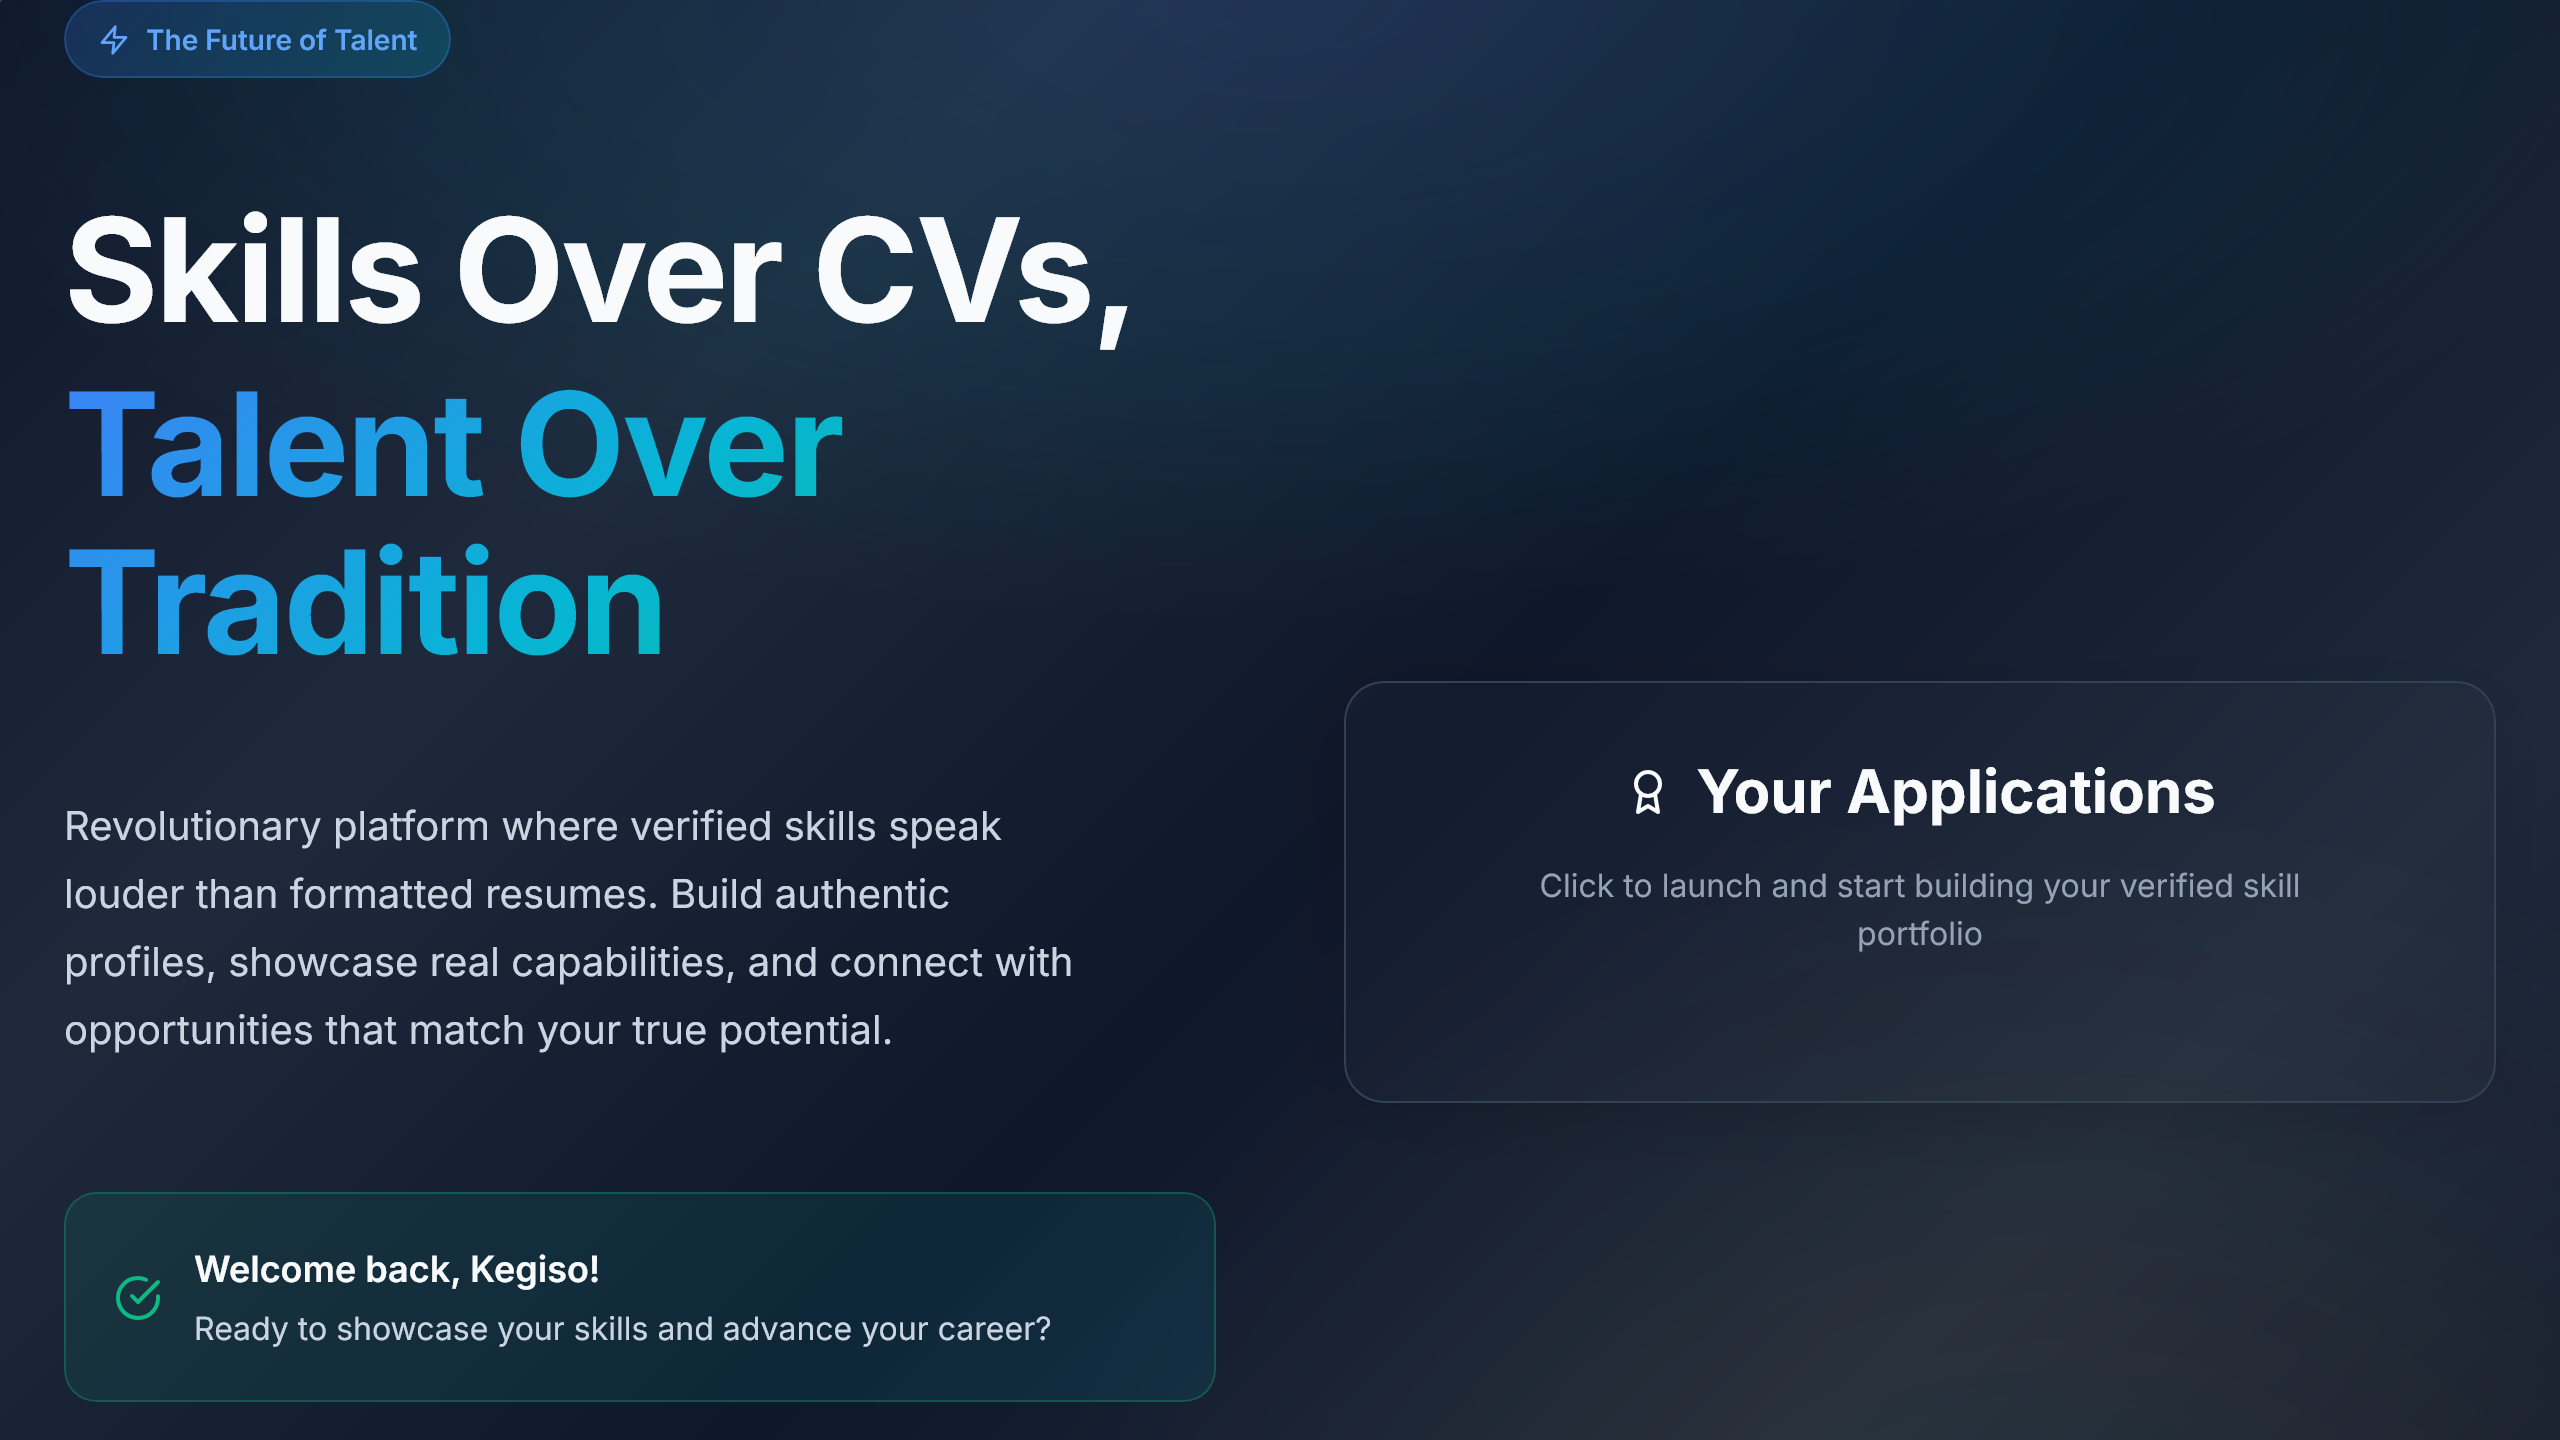 The Future of Talent
Skills Over CVs,
Talent Over
Tradition
Revolutionary platform where verified skills speak
louder than formatted resumes. Build authentic
profiles, showcase real capabilities, and connect with
opportunities that match your true potential.
Welcome back, Kegiso!
Ready to showcase your skills and advance your career?
Your Applications
Click to launch and start building your verified skill
portfolio